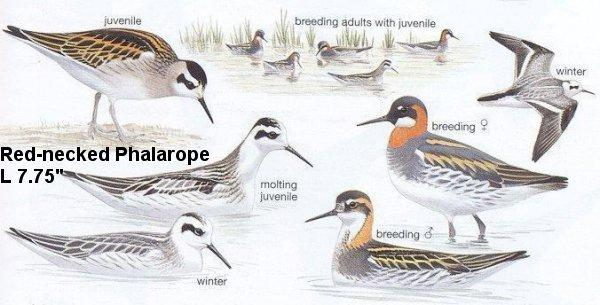 juvenile
breeding adults with juvenile
winter
breeding ♀
Red-necked Phalarope
L 7.75"
molting
juvenile
breeding ♂
winter